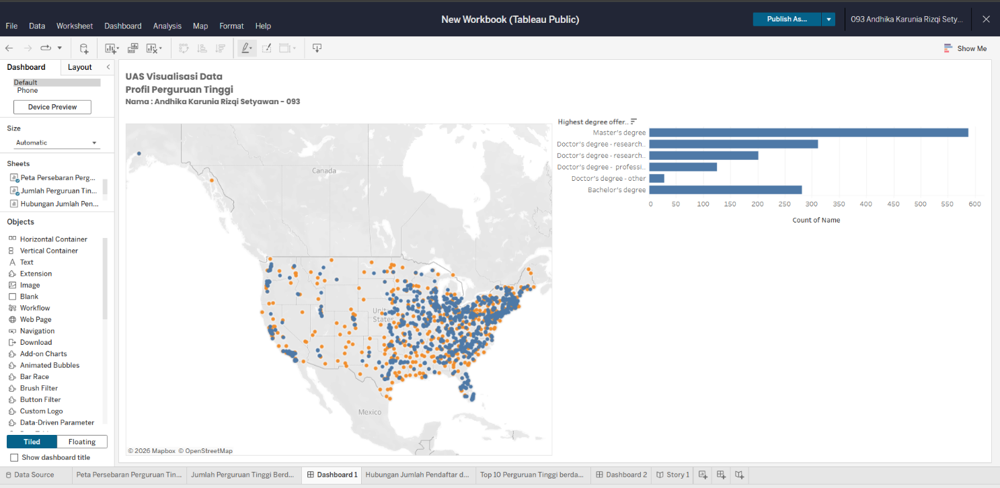 New Workbook (Tableau Public)
Publish As...
093 Andhika Karunia Rizqi Sety...
File Data Worksheet Dashboard Analysis Map Format Help
Show Me
Dashboard Layout
Default
Phone
Device Preview
Size
Automatic
Sheets
Peta Persebaran Perg...
Jumlah Perguruan Tin...
Hubungan Jumlah Pen...
Objects
Horizontal Container
Vertical Container
Text
Extension
Image
Blank
Workflow
Web Page
Navigation
Download
Add-on Charts
Animated Bubbles
Bar Race
Brush Filter
Button Filter
Custom Logo
Data-Driven Parameter
Tiled Floating
Show dashboard title
UAS Visualisasi Data
Profil Perguruan Tinggi
Nama : Andhika Karunia Rizqi Setyawan - 093
Canada
United
States
Mexico
© 2026 Mapbox © OpenStreetMap
Highest degree offer..
Master's degree
Doctor's degree - research..
Doctor's degree - research..
Doctor's degree - professi..
Doctor's degree - other
Bachelor's degree
0 50 100 150 200 250 300 350 400 450 500 550 600
Count of Name
Data Source Peta Persebaran Perguruan Tin... Jumlah Perguruan Tinggi Berd... Dashboard 1 Hubungan Jumlah Pendaftar d... Top 10 Perguruan Tinggi berda... Dashboard 2 Story 1